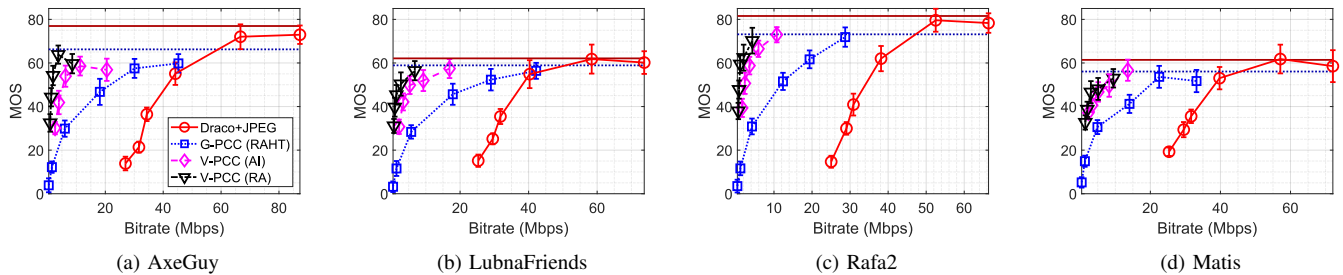 MOS
80
60
40
20
0
Draco+JPEG
G-PCC (RAHT)
V-PCC (AI)
V-PCC (RA)
0 20 40 60 80
Bitrate (Mbps)
(a) AxeGuy
MOS
80
60
40
20
0
0 20 40 60
Bitrate (Mbps)
(b) LubnaFriends
MOS
80
60
40
20
0
10 20 30 40 50 60
Bitrate (Mbps)
(c) Rafa2
MOS
80
60
40
20
0
20 40 60
Bitrate (Mbps)
(d) Matis